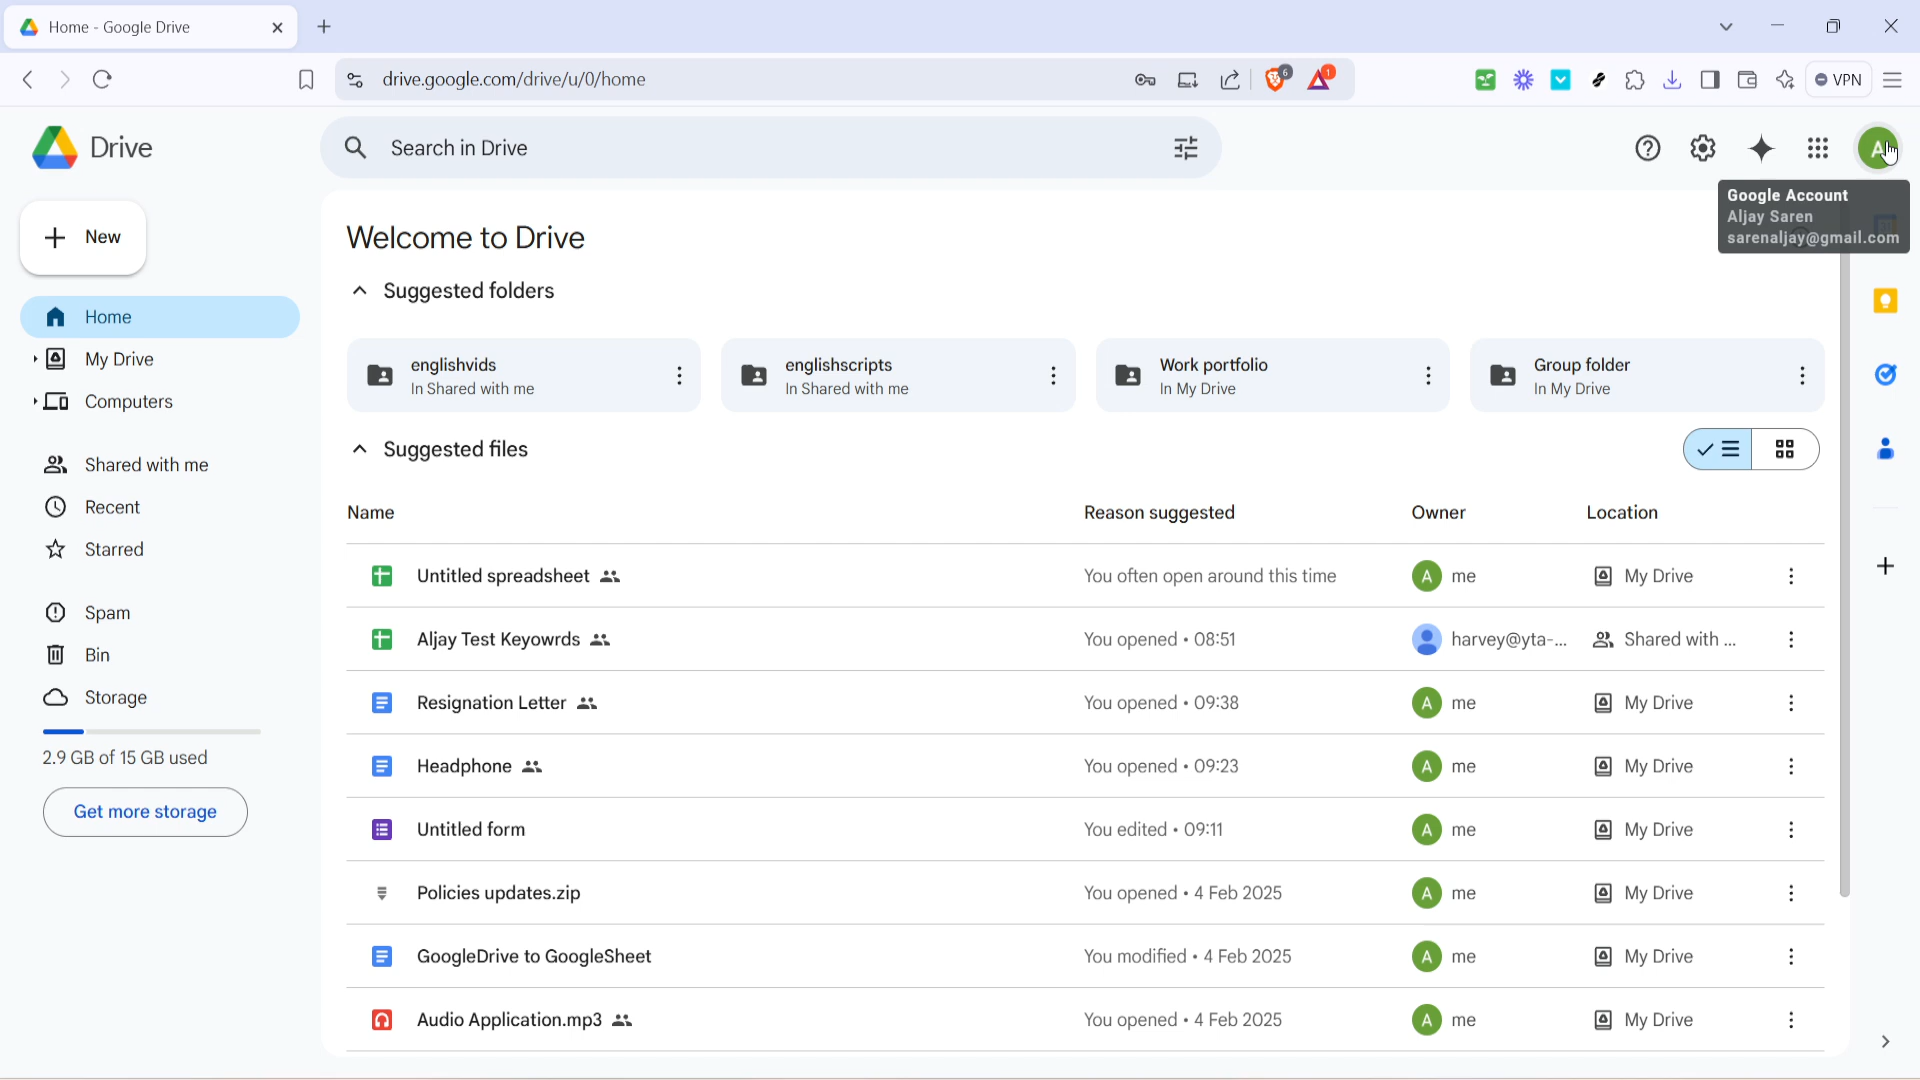 Home - Google Drive
drive.google.com/drive/u/0/home
6
1
VPN
Drive
Search in Drive
A
Google Account
Aljay Saren
sarenaljay@gmail.com
New
Welcome to Drive
Suggested folders
Home
My Drive
Computers
Shared with me
Recent
Starred
Spam
Bin
Storage
2.9 GB of 15 GB used
Get more storage
englishvids
In Shared with me
englishscripts
In Shared with me
Work portfolio
In My Drive
Group folder
In My Drive
Suggested files
Name Reason suggested Owner Location
Untitled spreadsheet You often open around this time A me My Drive
Aljay Test Keyowrds You opened • 08:51 harvey@yta-... Shared with ...
Resignation Letter You opened • 09:38 A me My Drive
Headphone You opened • 09:23 A me My Drive
Untitled form You edited • 09:11 A me My Drive
Policies updates.zip You opened • 4 Feb 2025 A me My Drive
GoogleDrive to GoogleSheet You modified • 4 Feb 2025 A me My Drive
Audio Application.mp3 You opened • 4 Feb 2025 A me My Drive